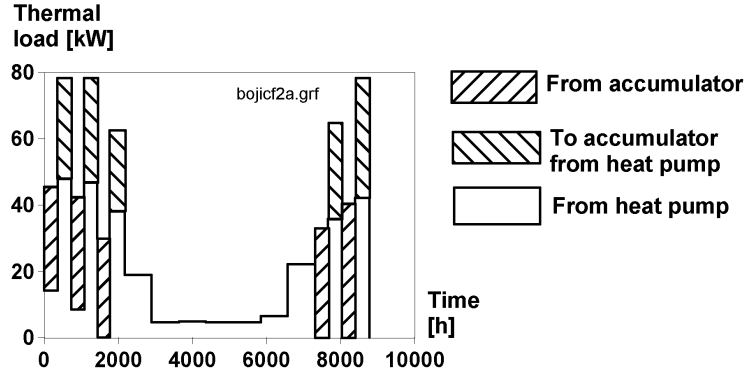 Thermal
load [kW]
80
60
40
20
0
bojicf2a.grf
0 2000 4000 6000 8000 10000
Time
[h]
From accumulator
To accumulator
from heat pump
From heat pump